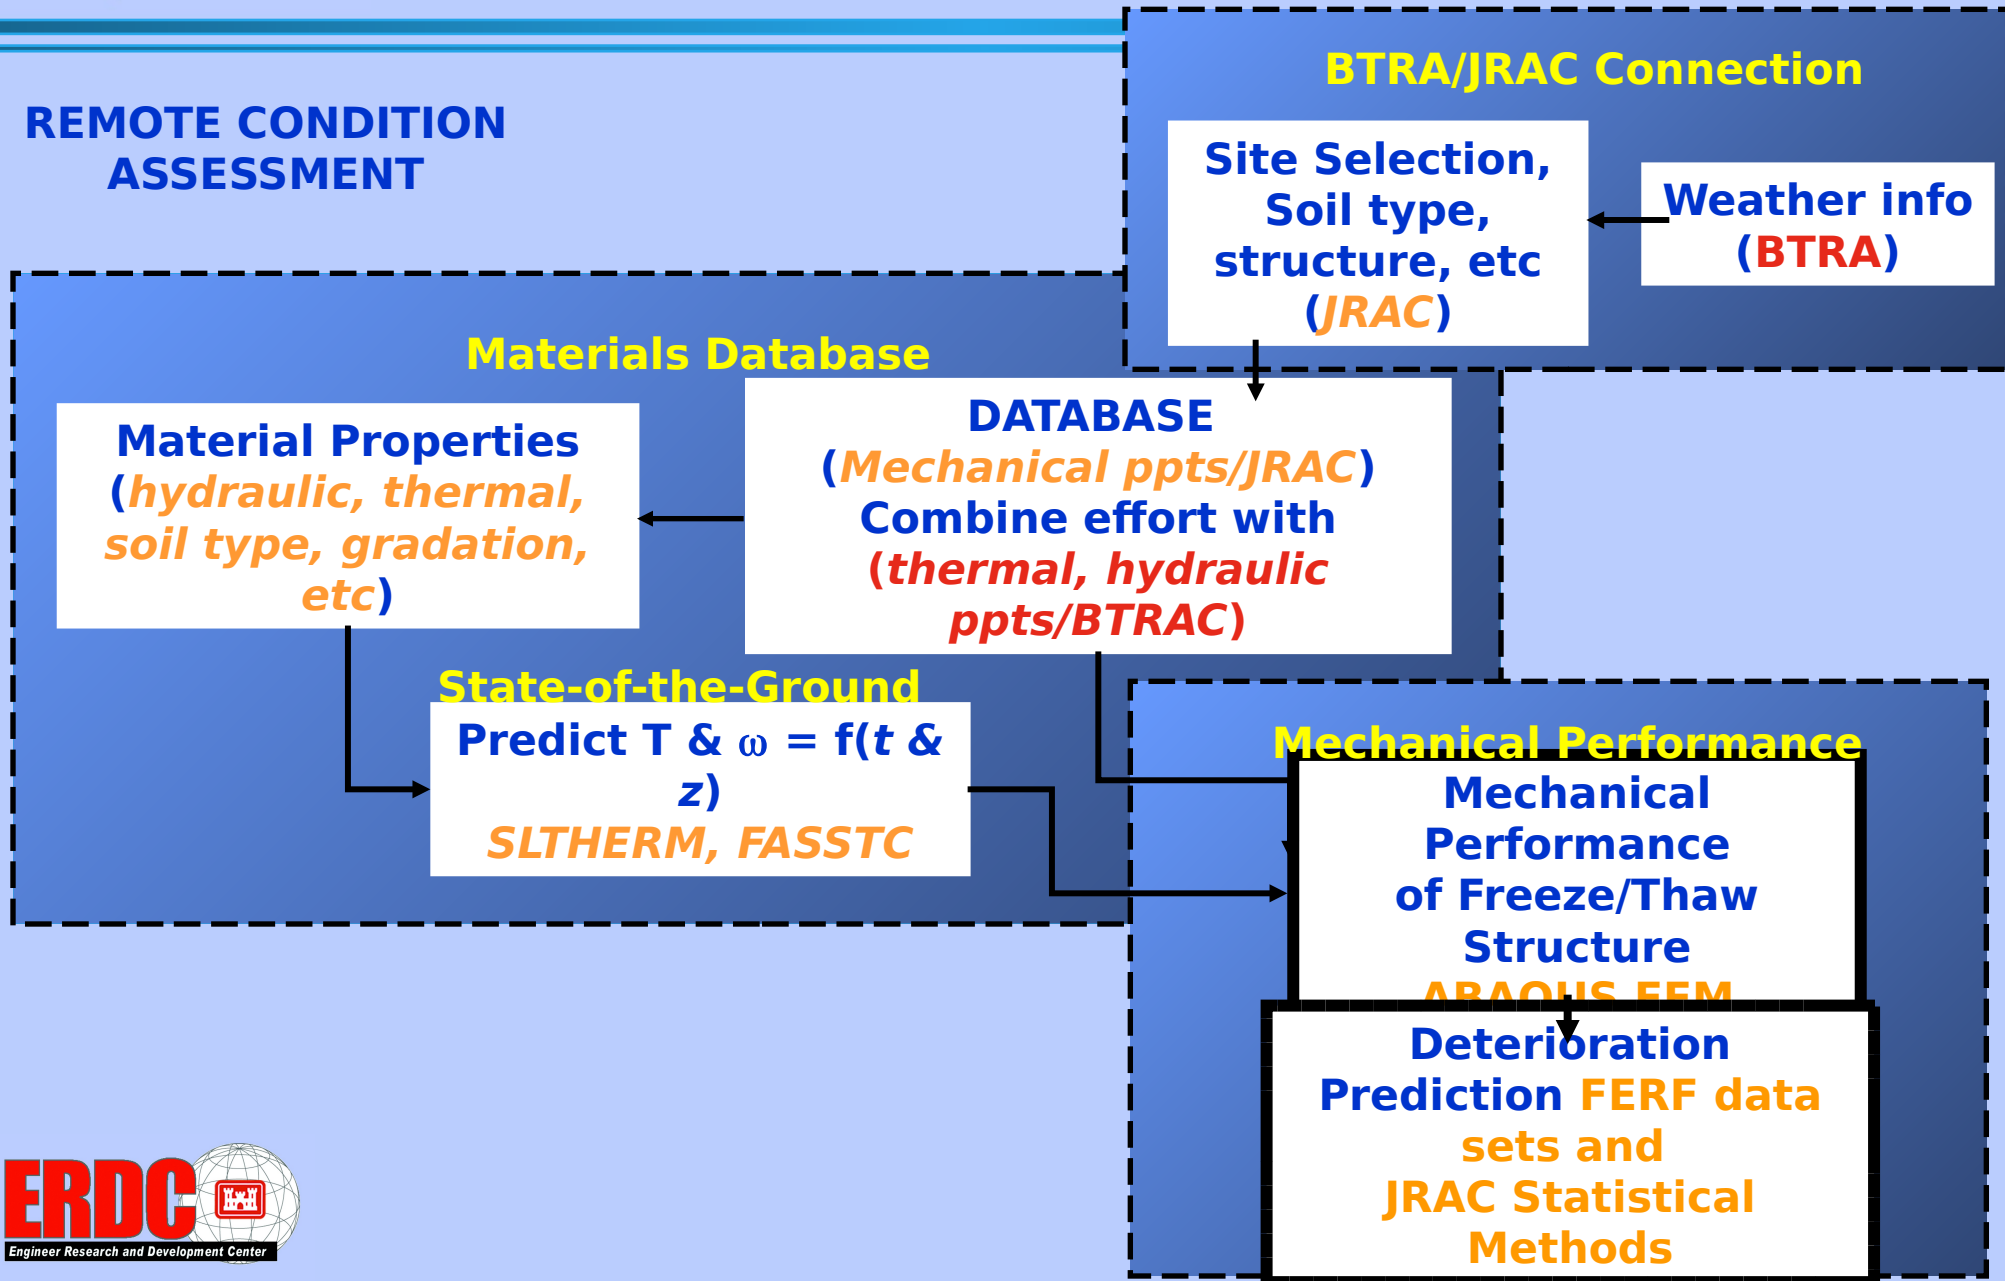 REMOTE CONDITION
ASSESSMENT
BTRA/JRAC Connection
Site Selection,
Soil type,
structure, etc
(JRAC)
Weather info
(BTRA)
Materials Database
Material Properties
(hydraulic, thermal,
soil type, gradation,
etc)
DATABASE
(Mechanical ppts/JRAC)
Combine effort with
(thermal, hydraulic
ppts/BTRAC)
State-of-the-Ground
Predict T & ω = f(t &
z)
SLTHERM, FASSTC
Mechanical Performance
Mechanical
Performance
of Freeze/Thaw
Structure
ABAQUS FEM
Deterioration
Prediction FERF data
sets and
JRAC Statistical
Methods
ERDC
Engineer Research and Development Center